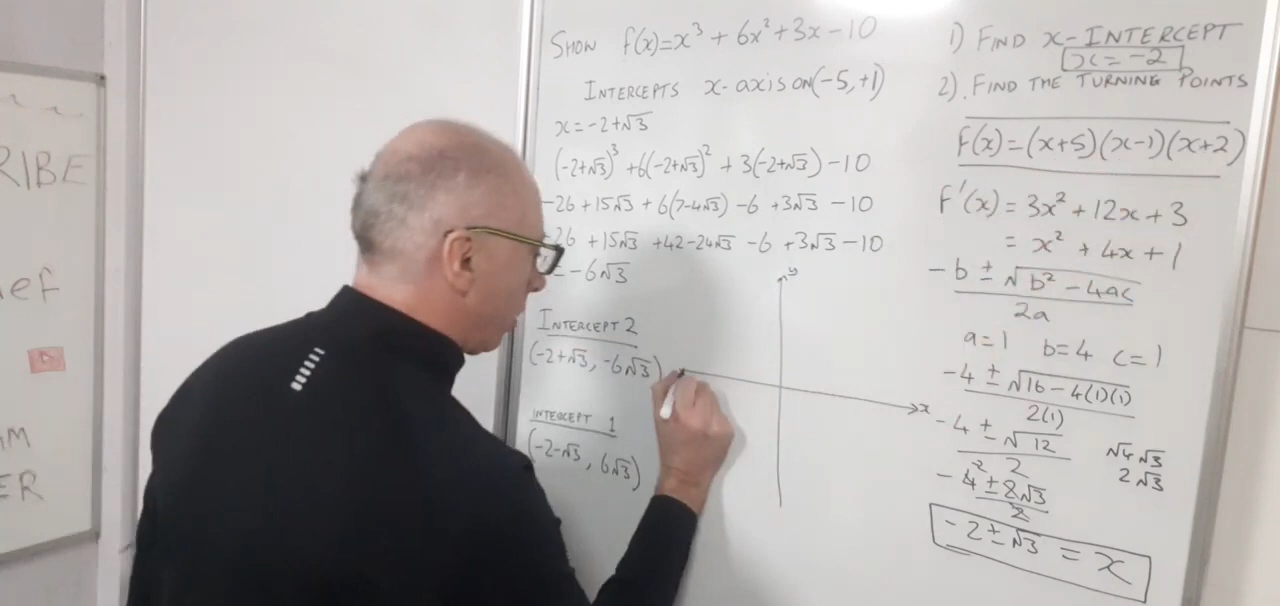 RIBE
ef
M
ER
SHOW f(x)=x³ + 6x² + 3x - 10
INTERCEPTS x-axis on (-5, +1)
x = -2+√3
(-2+√3)³ + 6(-2+√3)² + 3(-2+√3) - 10
-26 + 15√3 + 6(7-4√3) - 6 + 3√3 - 10
26 + 15√3 + 42 - 24√3 - 6 + 3√3 - 10
= -6√3
INTERCEPT 2
(-2+√3, -6√3)
INTERCEPT 1
(-2-√3, 6√3)
y
x
1) FIND x-INTERCEPT
x = -2
2). FIND THE TURNING POINTS
f(x) = (x+5)(x-1)(x+2)
f'(x) = 3x² + 12x + 3
= x² + 4x + 1
-b ± √b² - 4ac
2a
a=1 b=4 c=1
-4 ± √16 - 4(1)(1)
2(1)
-4 ± √12
2
√4 √3
2√3
-4 ± 2√3
2
-2
-2 ± √3 = x